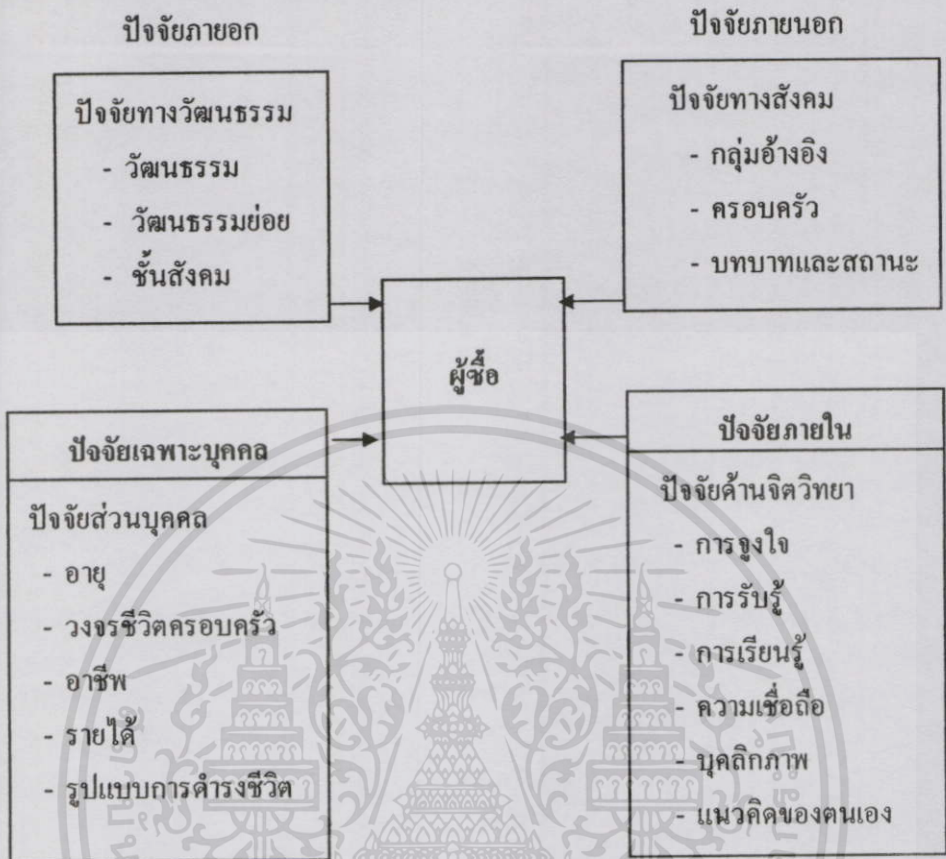 ปัจจัยภายอก
ปัจจัยทางวัฒนธรรม
- วัฒนธรรม
- วัฒนธรรมย่อย
- ชั้นสังคม
ปัจจัยภายนอก
ปัจจัยทางสังคม
- กลุ่มอ้างอิง
- ครอบครัว
- บทบาทและสถานะ
ผู้ซื้อ
ปัจจัยเฉพาะบุคคล
ปัจจัยส่วนบุคคล
- อายุ
- วงจรชีวิตครอบครัว
- อาชีพ
- รายได้
- รูปแบบการดำรงชีวิต
ปัจจัยภายใน
ปัจจัยด้านจิตวิทยา
- การจูงใจ
- การรับรู้
- การเรียนรู้
- ความเชื่อถือ
- บุคลิกภาพ
- แนวคิดของตนเอง